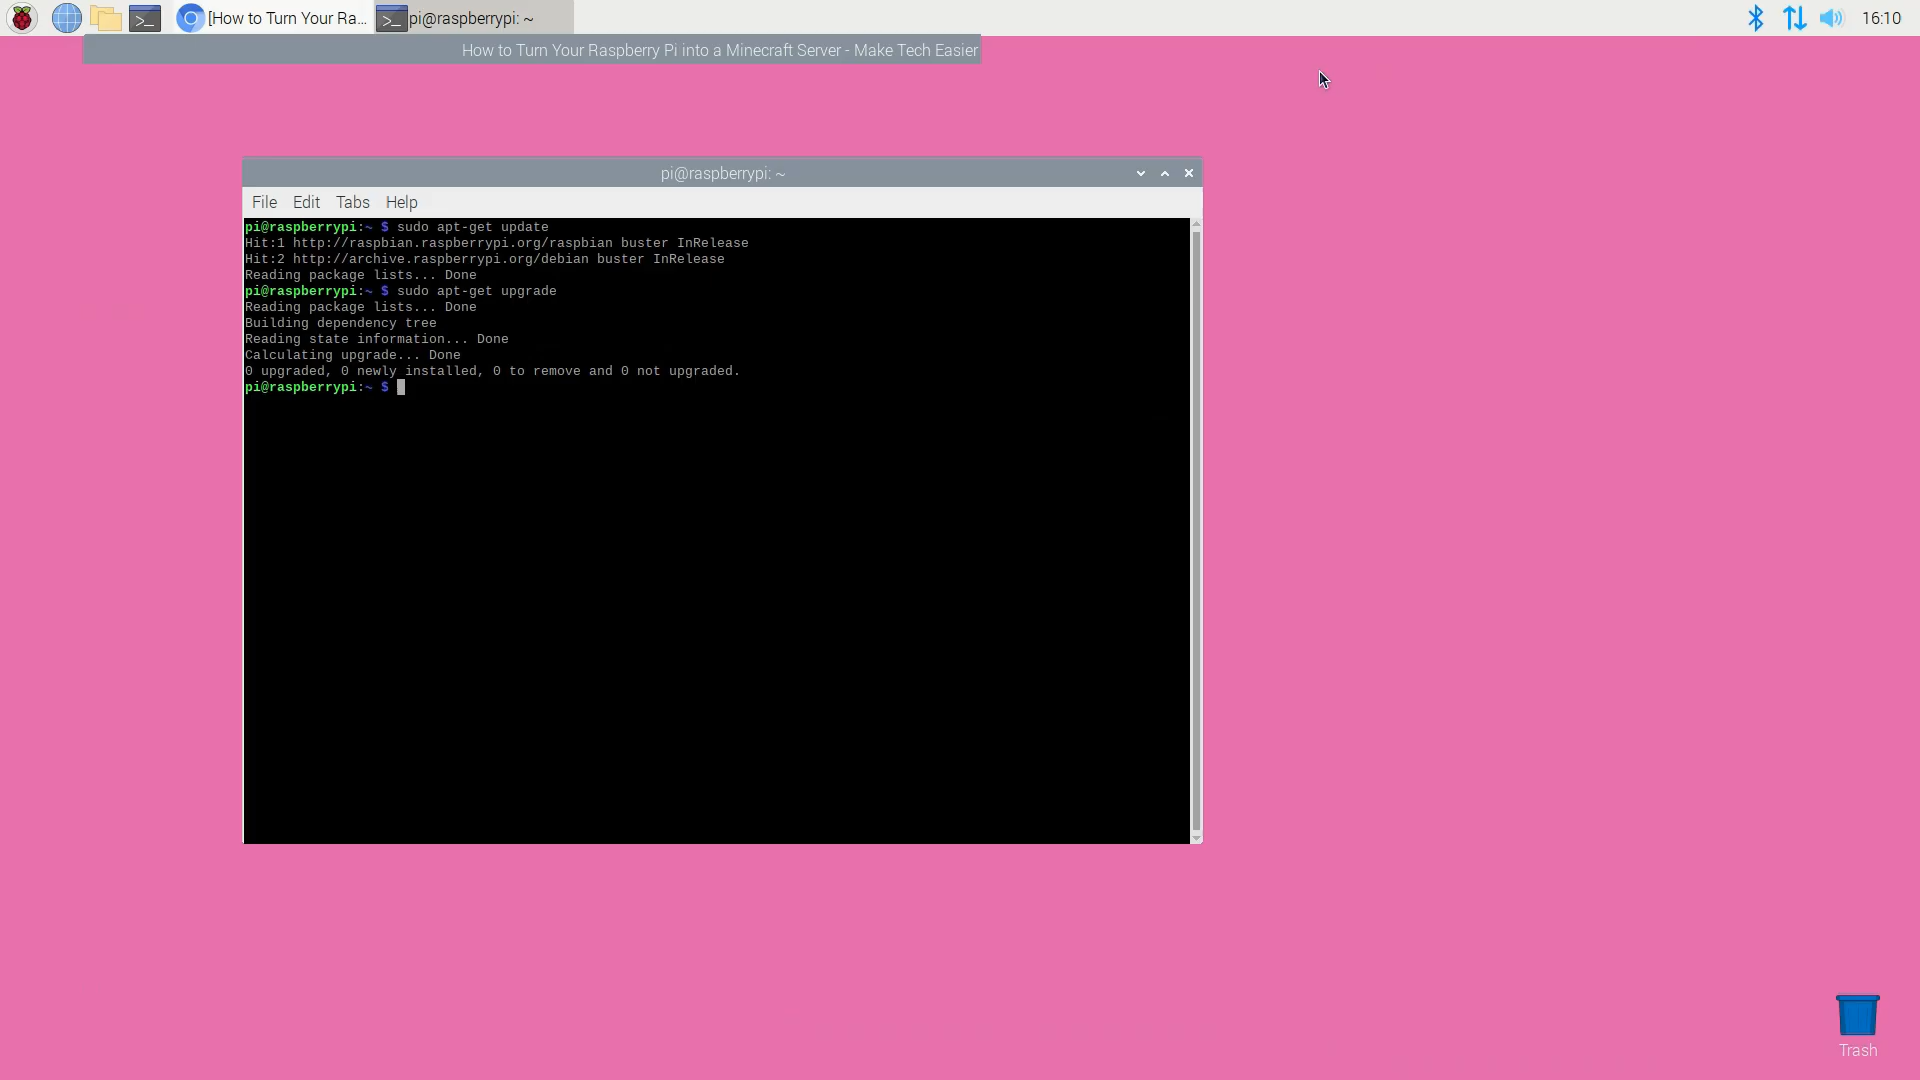 [How to Turn Your Ra...
pi@raspberrypi: ~
16:10
How to Turn Your Raspberry Pi into a Minecraft Server - Make Tech Easier
pi@raspberrypi: ~
File Edit Tabs Help
pi@raspberrypi:~ $ sudo apt-get update
Hit:1 http://raspbian.raspberrypi.org/raspbian buster InRelease
Hit:2 http://archive.raspberrypi.org/debian buster InRelease
Reading package lists... Done
pi@raspberrypi:~ $ sudo apt-get upgrade
Reading package lists... Done
Building dependency tree
Reading state information... Done
Calculating upgrade... Done
0 upgraded, 0 newly installed, 0 to remove and 0 not upgraded.
pi@raspberrypi:~ $
Trash